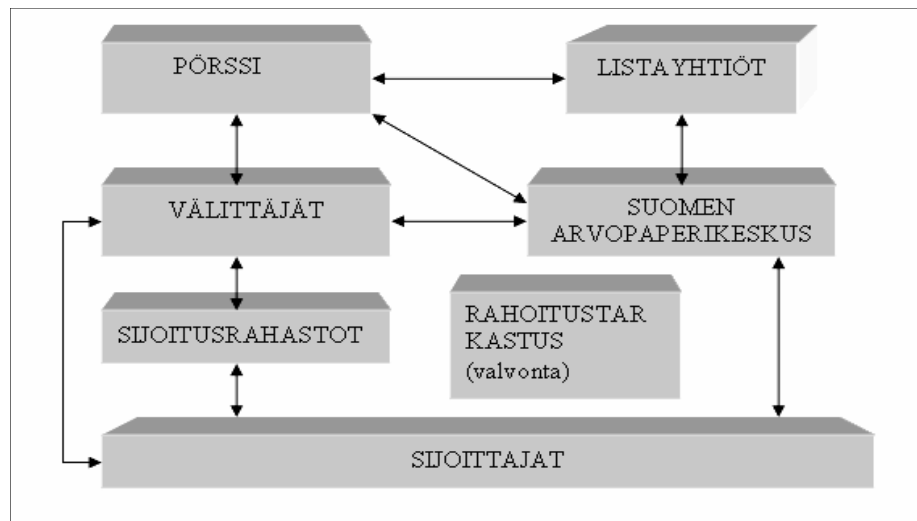 PÖRSSI
LISTAYHTIÖT
VÄLITTÄJÄT
SUOMEN
ARVOPAPERIKESKUS
SIJOITUSRAHASTOT
RAHOITUSTAR
KASTUS
(valvonta)
SIJOITTAJAT